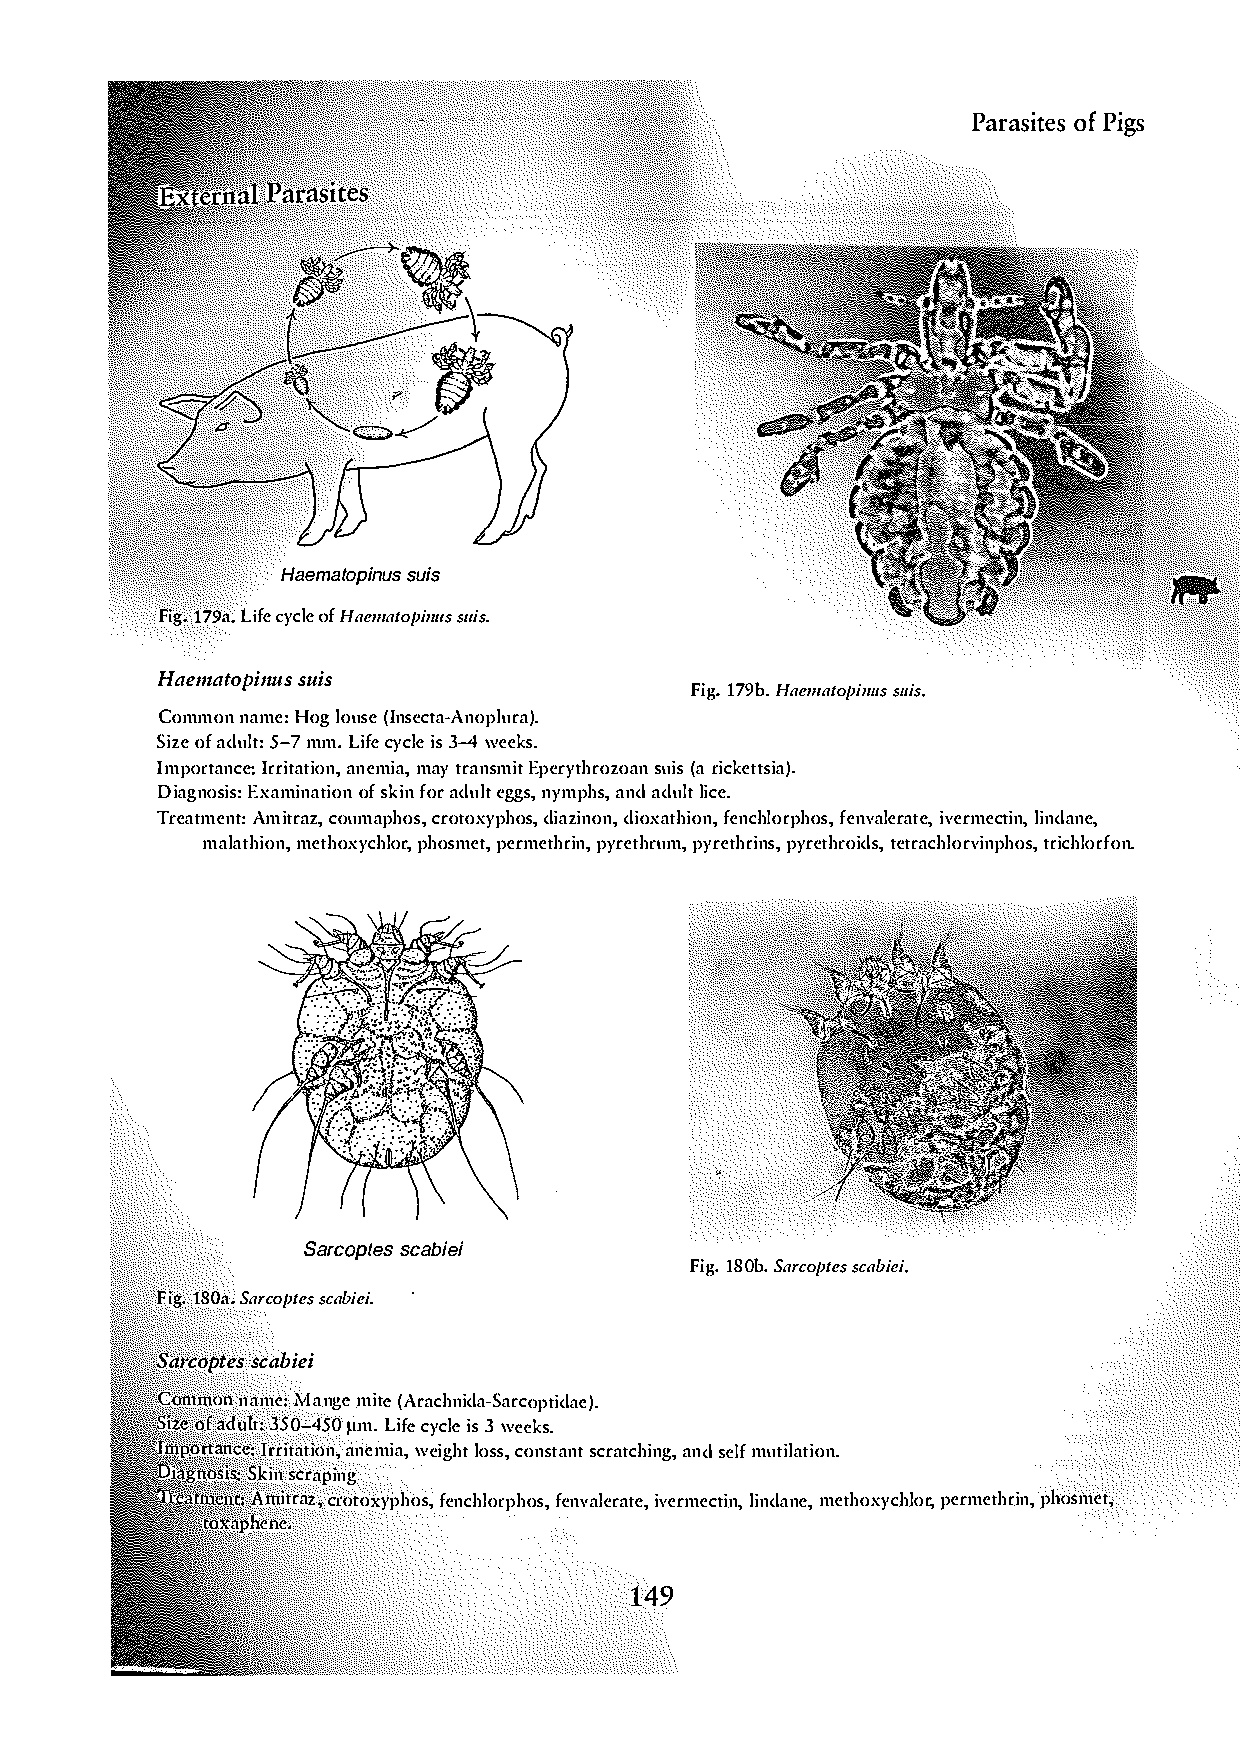 Parasites of Pigs
External Parasites
Haematopinus suis
Fig. 179a. Life cycle of Haematopinus suis.
Haematopinus suis
Fig. 179b. Haematopinus suis.
Common name: Hog louse (Insecta-Anoplura).
Size of adult: 5–7 mm. Life cycle is 3–4 weeks.
Importance: Irritation, anemia, may transmit Eperythrozoan suis (a rickettsia).
Diagnosis: Examination of skin for adult eggs, nymphs, and adult lice.
Treatment: Amitraz, coumaphos, crotoxyphos, diazinon, dioxathion, fenchlorphos, fenvalerate, ivermectin, lindane,
malathion, methoxychlor, phosmet, permethrin, pyrethrum, pyrethrins, pyrethroids, tetrachlorvinphos, trichlorfon.
Sarcoptes scabiei
Fig. 180b. Sarcoptes scabiei.
Fig. 180a. Sarcoptes scabiei.
Sarcoptes scabiei
Common name: Mange mite (Arachnida-Sarcoptidae).
Size of adult: 350–450 µm. Life cycle is 3 weeks.
Importance: Irritation, anemia, weight loss, constant scratching, and self mutilation.
Diagnosis: Skin scraping
Treatment: Amitraz, crotoxyphos, fenchlorphos, fenvalerate, ivermectin, lindane, methoxychlor, permethrin, phosmet,
toxaphene.
149